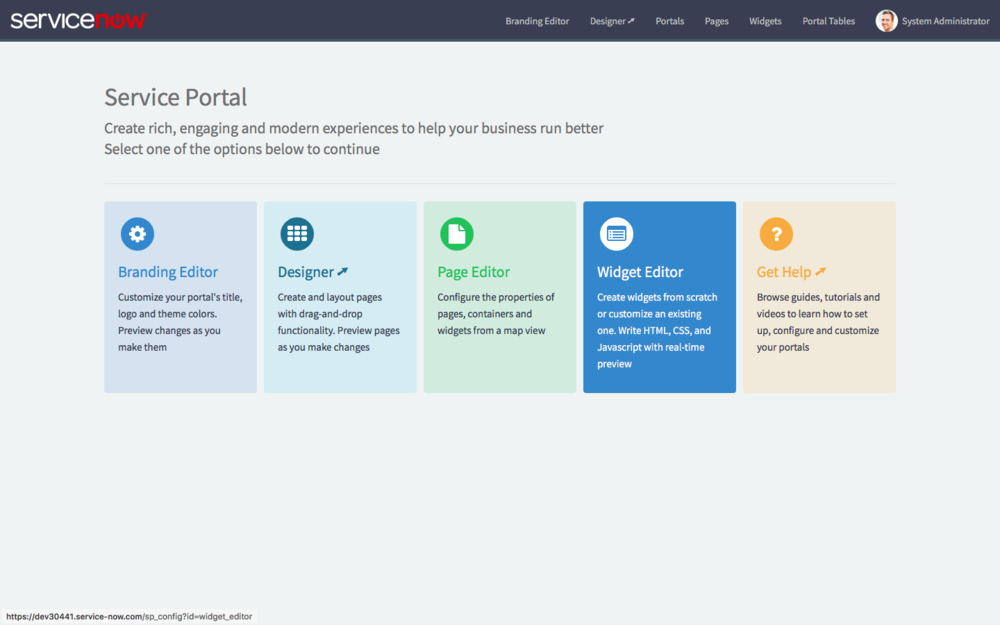 servicenow
Branding Editor Designer Portals Pages Widgets Portal Tables System Administrator
Service Portal
Create rich, engaging and modern experiences to help your business run better
Select one of the options below to continue
Branding Editor
Customize your portal's title,
logo and theme colors.
Preview changes as you
make them
Designer
Create and layout pages
with drag-and-drop
functionality. Preview pages
as you make changes
Page Editor
Configure the properties of
pages, containers and
widgets from a map view
Widget Editor
Create widgets from scratch
or customize an existing
one. Write HTML, CSS, and
Javascript with real-time
preview
?
Get Help
Browse guides, tutorials and
videos to learn how to set
up, configure and customize
your portals
https://dev30441.service-now.com/sp_config?id=widget_editor